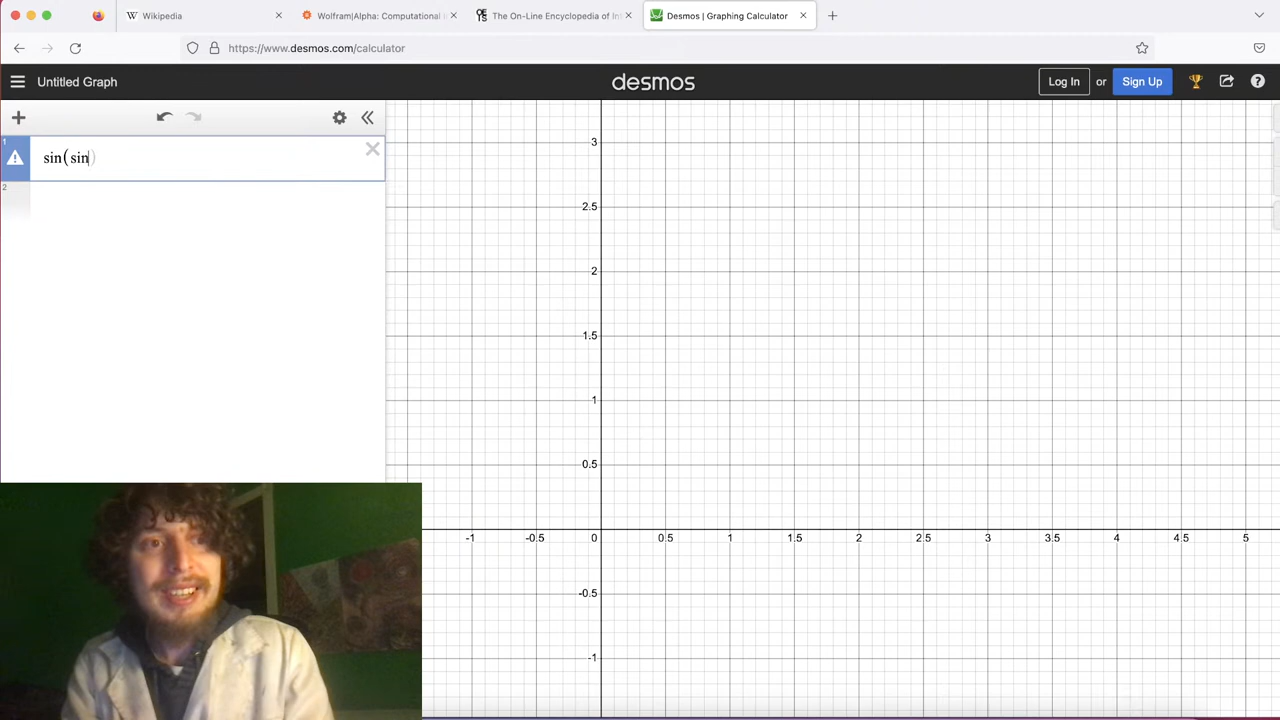 Wikipedia
Wolfram|Alpha: Computational I
The On-Line Encyclopedia of Int
Desmos | Graphing Calculator
https://www.desmos.com/calculator
Untitled Graph
desmos
Log In or Sign Up
1
sin(sin)
2
3
2.5
2
1.5
1
0.5
-1 -0.5 0 0.5 1 1.5 2 2.5 3 3.5 4 4.5 5
-0.5
-1